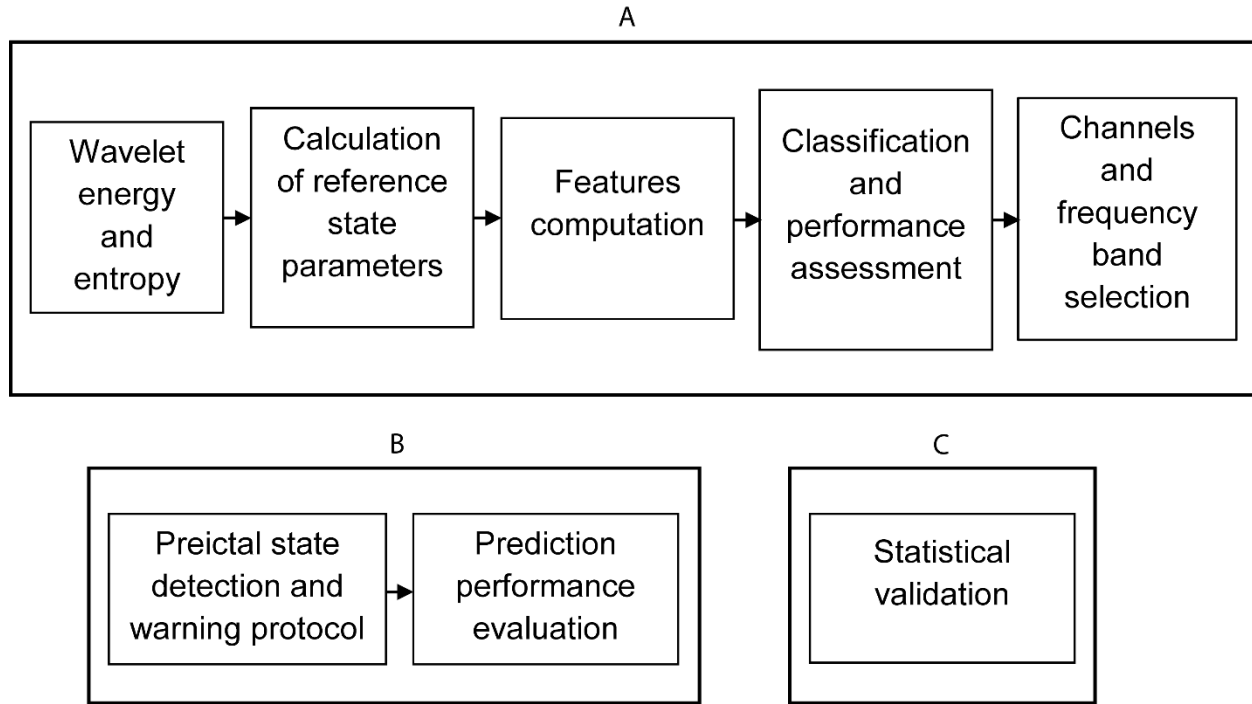 A
Wavelet
energy
and
entropy
Calculation
of reference
state
parameters
Features
computation
Classification
and
performance
assessment
Channels
and
frequency
band
selection
B
Preictal state
detection and
warning protocol
Prediction
performance
evaluation
C
Statistical
validation